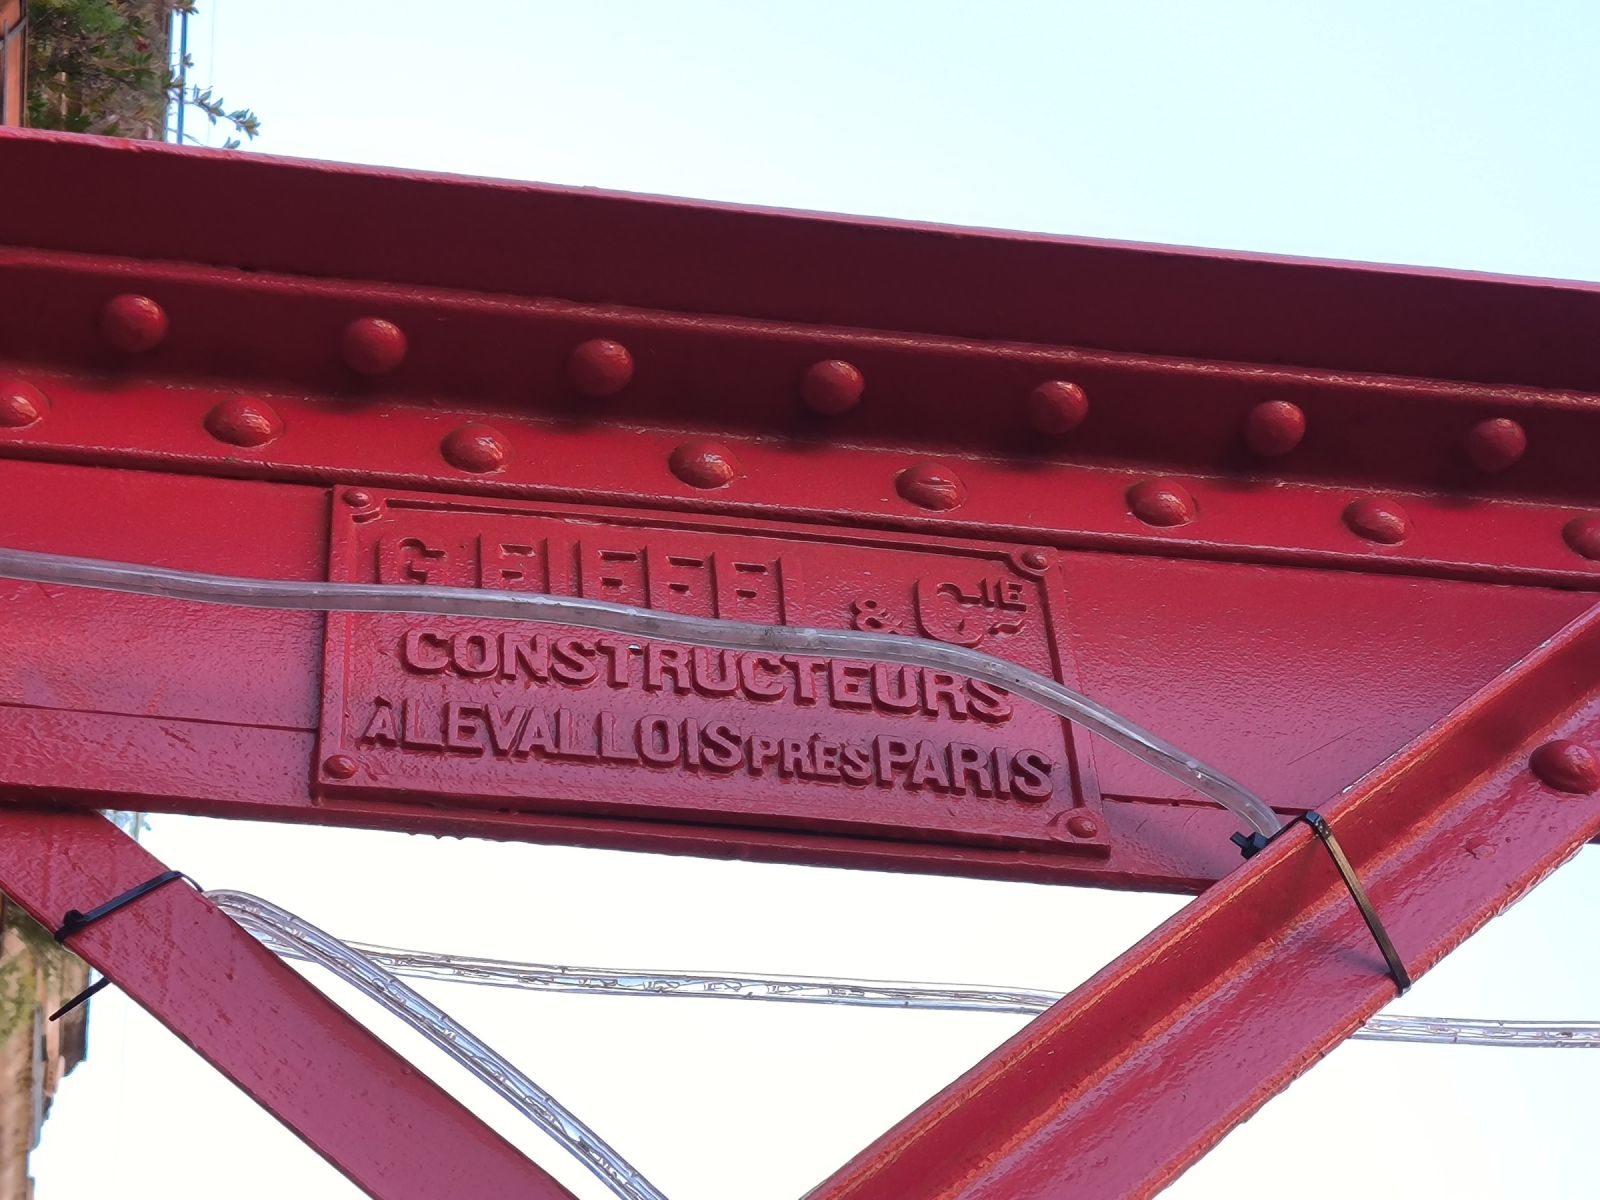 G. EIFFEL & CIE
CONSTRUCTEURS
À LEVALLOIS PRÈS PARIS